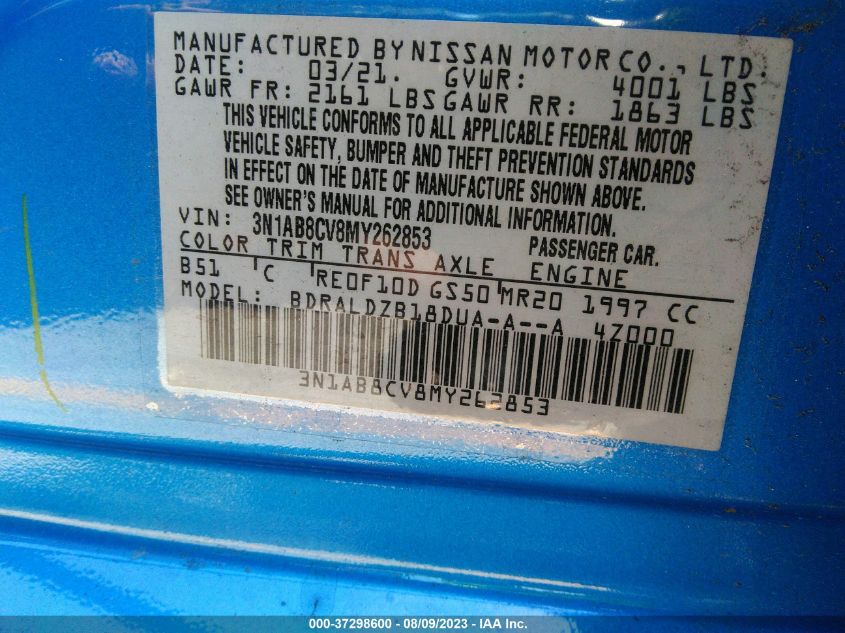 MANUFACTURED BY NISSAN MOTOR CO., LTD.
DATE: 03/21. GVWR: 4001 LBS
GAWR FR: 2161 LBS GAWR RR: 1863 LBS
THIS VEHICLE CONFORMS TO ALL APPLICABLE FEDERAL MOTOR
VEHICLE SAFETY, BUMPER AND THEFT PREVENTION STANDARDS
IN EFFECT ON THE DATE OF MANUFACTURE SHOWN ABOVE.
SEE OWNER'S MANUAL FOR ADDITIONAL INFORMATION.
VIN: 3N1AB8CV8MY262853 PASSENGER CAR.
COLOR TRIM TRANS AXLE ENGINE
B51 C RE0F10D GS50 MR20 1997 CC
MODEL: BDRALDZB18DUA-A--A 4Z000
3N1AB8CV8MY262853
000-37298600 - 08/09/2023 - IAA Inc.